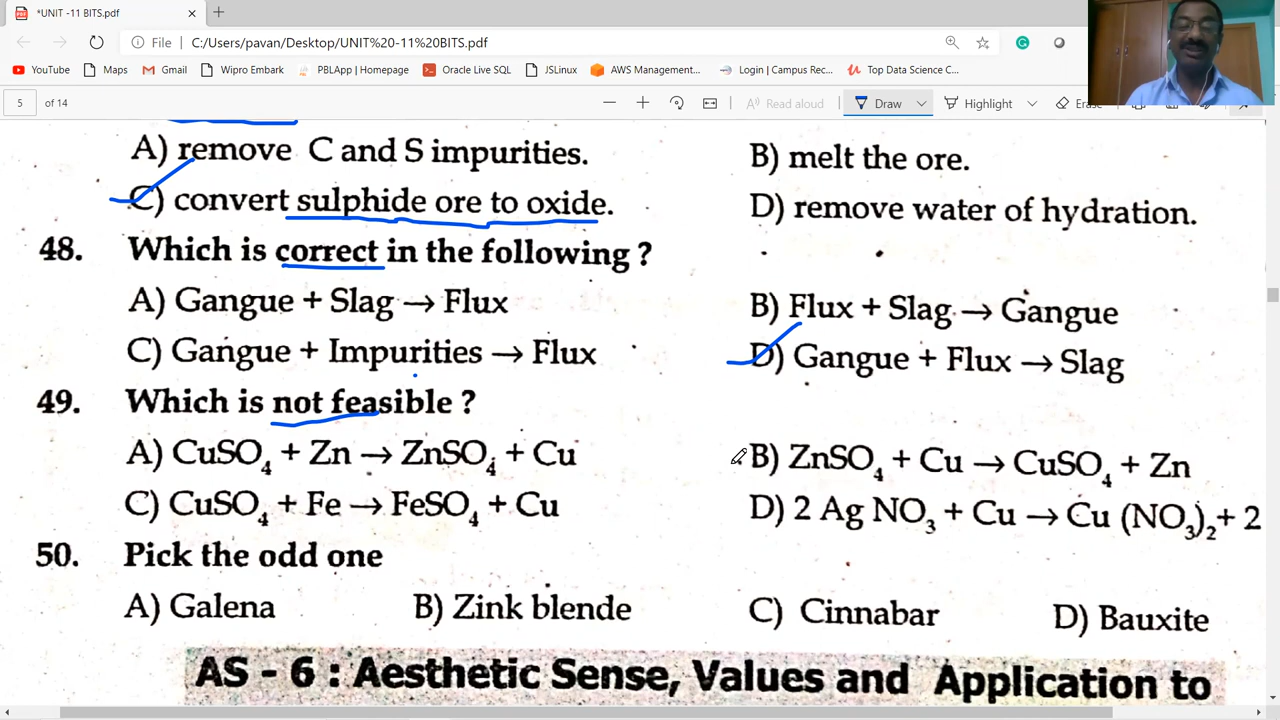 *UNIT -11 BITS.pdf
File C:/Users/pavan/Desktop/UNIT%20-11%20BITS.pdf
YouTube Maps Gmail Wipro Embark PBLApp | Homepage Oracle Live SQL JSLinux AWS Management... Login | Campus Rec... Top Data Science C...
5 of 14 Read aloud Draw Highlight Erase
A) remove C and S impurities. B) melt the ore.
C) convert sulphide ore to oxide. D) remove water of hydration.
48. Which is correct in the following ?
A) Gangue + Slag → Flux B) Flux + Slag → Gangue
C) Gangue + Impurities → Flux D) Gangue + Flux → Slag
49. Which is not feasible ?
A) CuSO₄ + Zn → ZnSO₄ + Cu B) ZnSO₄ + Cu → CuSO₄ + Zn
C) CuSO₄ + Fe → FeSO₄ + Cu D) 2 Ag NO₃ + Cu → Cu (NO₃)₂ + 2
50. Pick the odd one
A) Galena B) Zink blende C) Cinnabar D) Bauxite
AS - 6 : Aesthetic Sense, Values and Application to